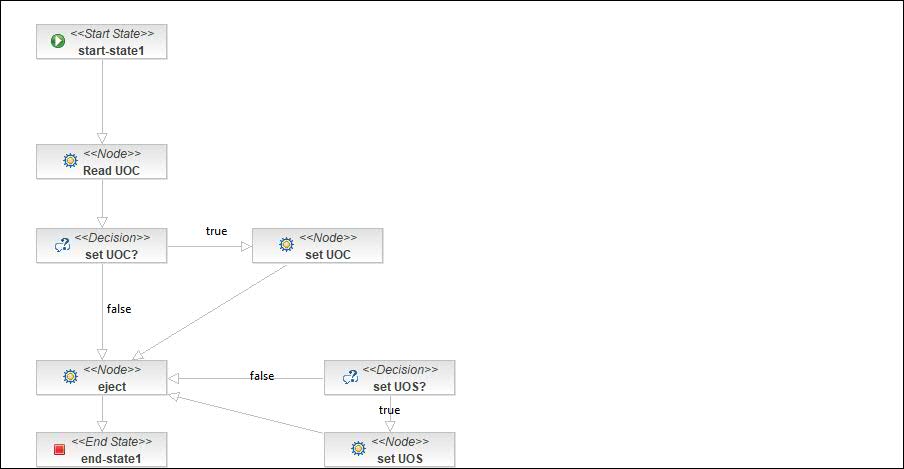 <<Start State>>
start-state1
<<Node>>
Read UOC
<<Decision>>
set UOC?
true
<<Node>>
set UOC
false
<<Node>>
eject
false
<<Decision>>
set UOS?
true
<<End State>>
end-state1
<<Node>>
set UOS